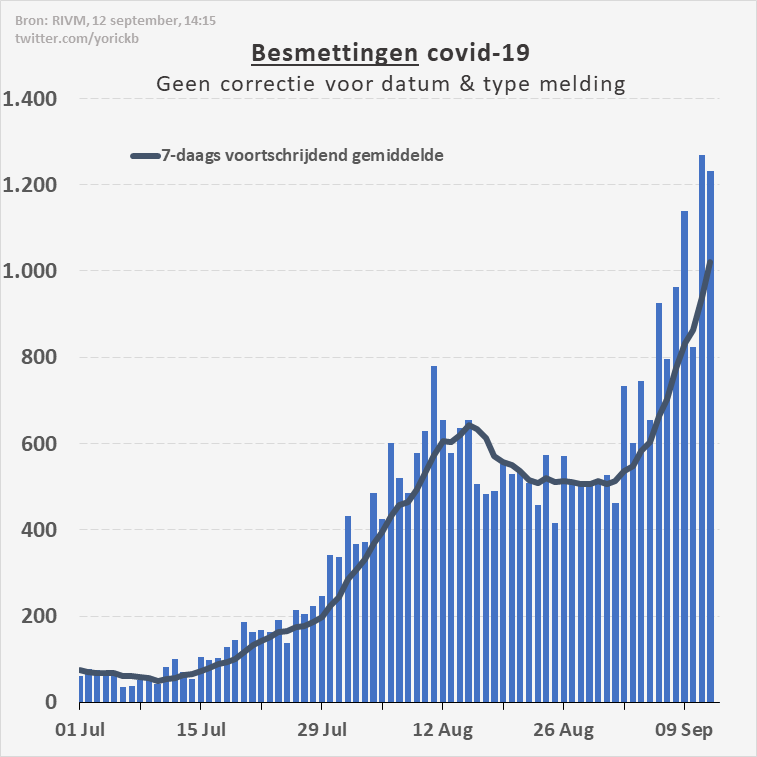 Bron: RIVM, 12 september, 14:15
twitter.com/yorickb
Besmettingen covid-19
Geen correctie voor datum & type melding
1.400
7-daags voortschrijdend gemiddelde
1.200
1.000
800
600
400
200
0
01 Jul 15 Jul 29 Jul 12 Aug 26 Aug 09 Sep